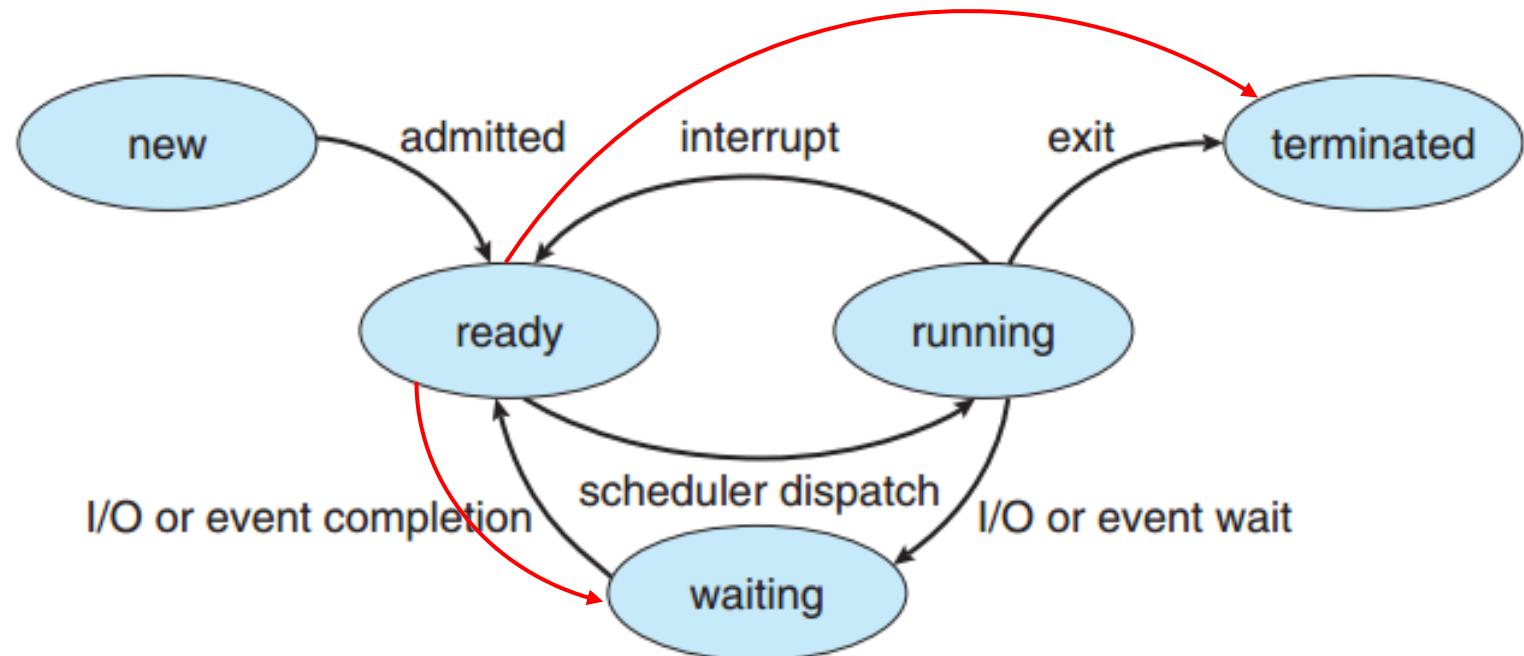 admitted
interrupt
exit
new
terminated
ready
running
scheduler dispatch
I/O or event completion
I/O or event wait
waiting